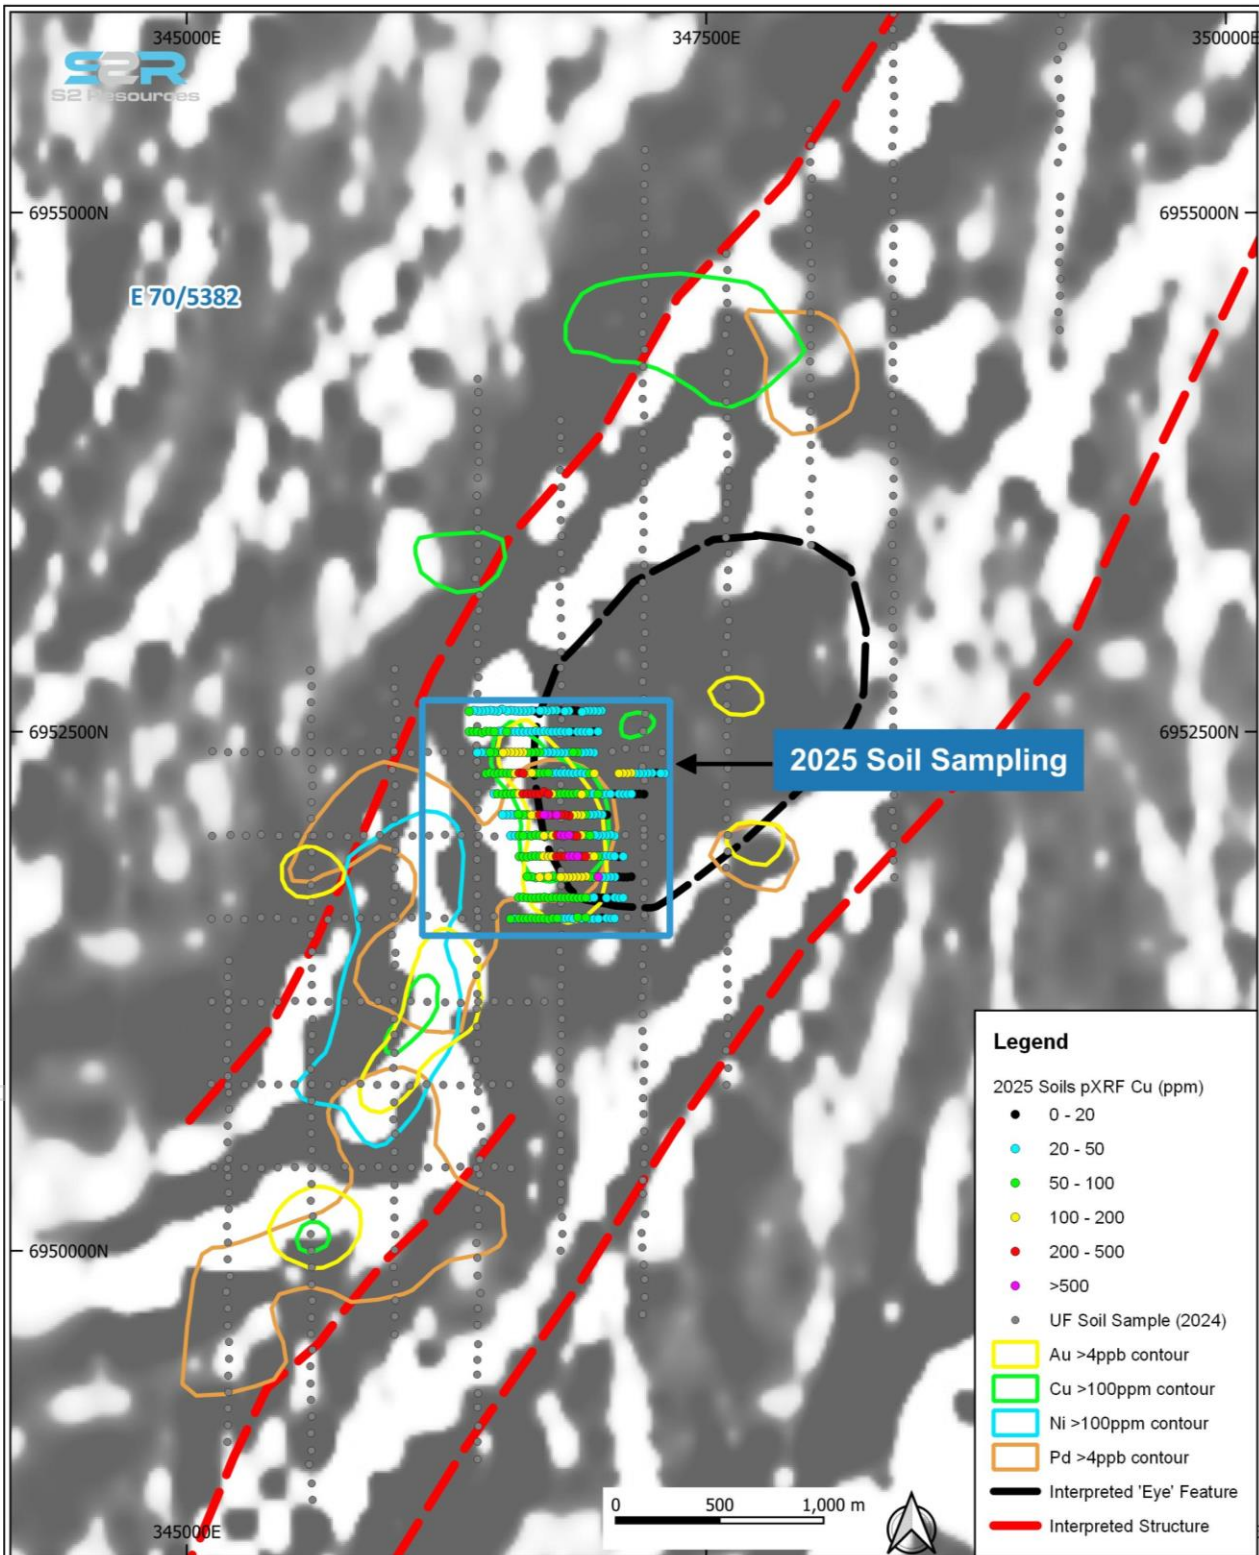 345000E
347500E
350000E
S2R
S2 Resources
6955000N
6955000N
E 70/5382
6952500N
6952500N
2025 Soil Sampling
6950000N
345000E
0
500
1,000 m
Legend
2025 Soils pXRF Cu (ppm)
0 - 20
20 - 50
50 - 100
100 - 200
200 - 500
>500
UF Soil Sample (2024)
Au >4ppb contour
Cu >100ppm contour
Ni >100ppm contour
Pd >4ppb contour
Interpreted 'Eye' Feature
Interpreted Structure